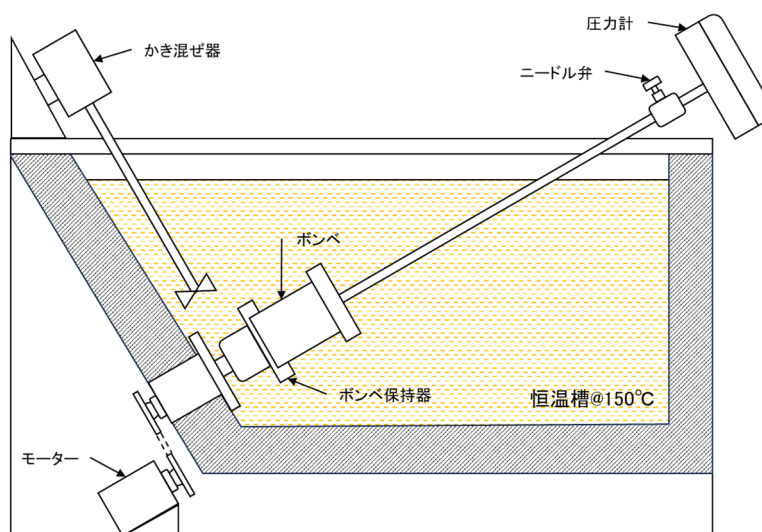 圧力計
かき混ぜ器
ニードル弁
ボンベ
ボンベ保持器
恒温槽@150℃
モーター